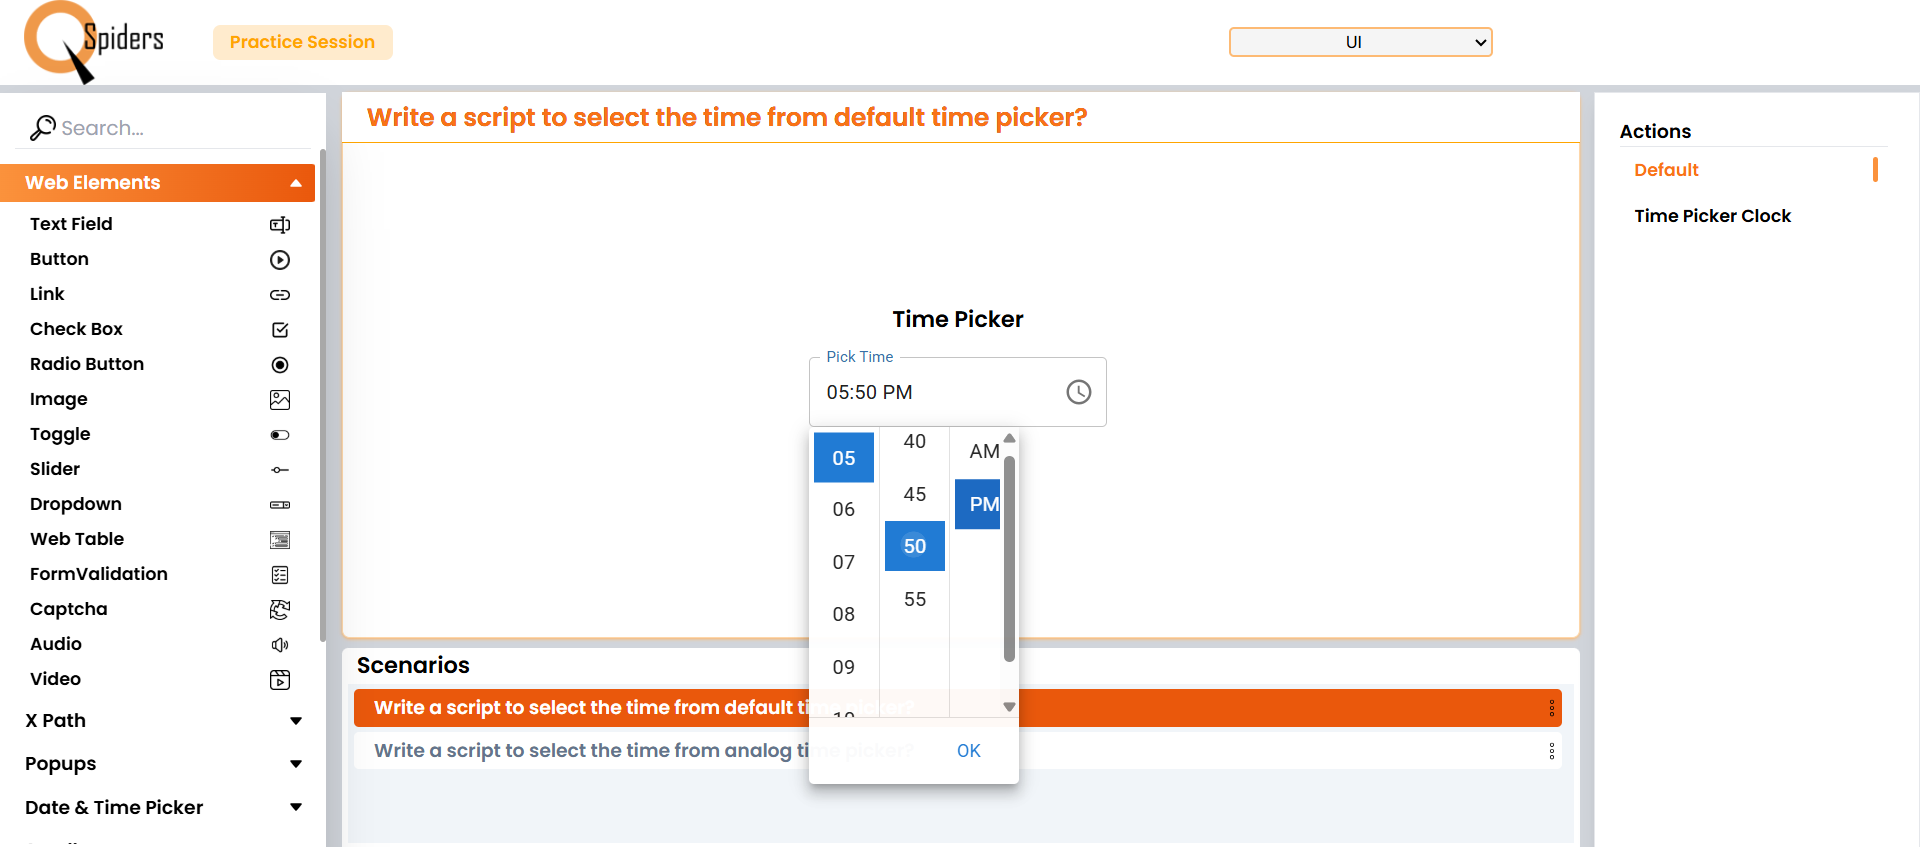 Spiders
Practice Session
UI
Search...
Web Elements
Text Field
Button
Link
Check Box
Radio Button
Image
Toggle
Slider
Dropdown
Web Table
FormValidation
Captcha
Audio
Video
X Path
Popups
Date & Time Picker
Write a script to select the time from default time picker?
Time Picker
Pick Time
05:50 PM
05
06
07
08
09
40
45
50
55
AM
PM
OK
Scenarios
Write a script to select the time from default time picker?
Write a script to select the time from analog time picker?
Actions
Default
Time Picker Clock